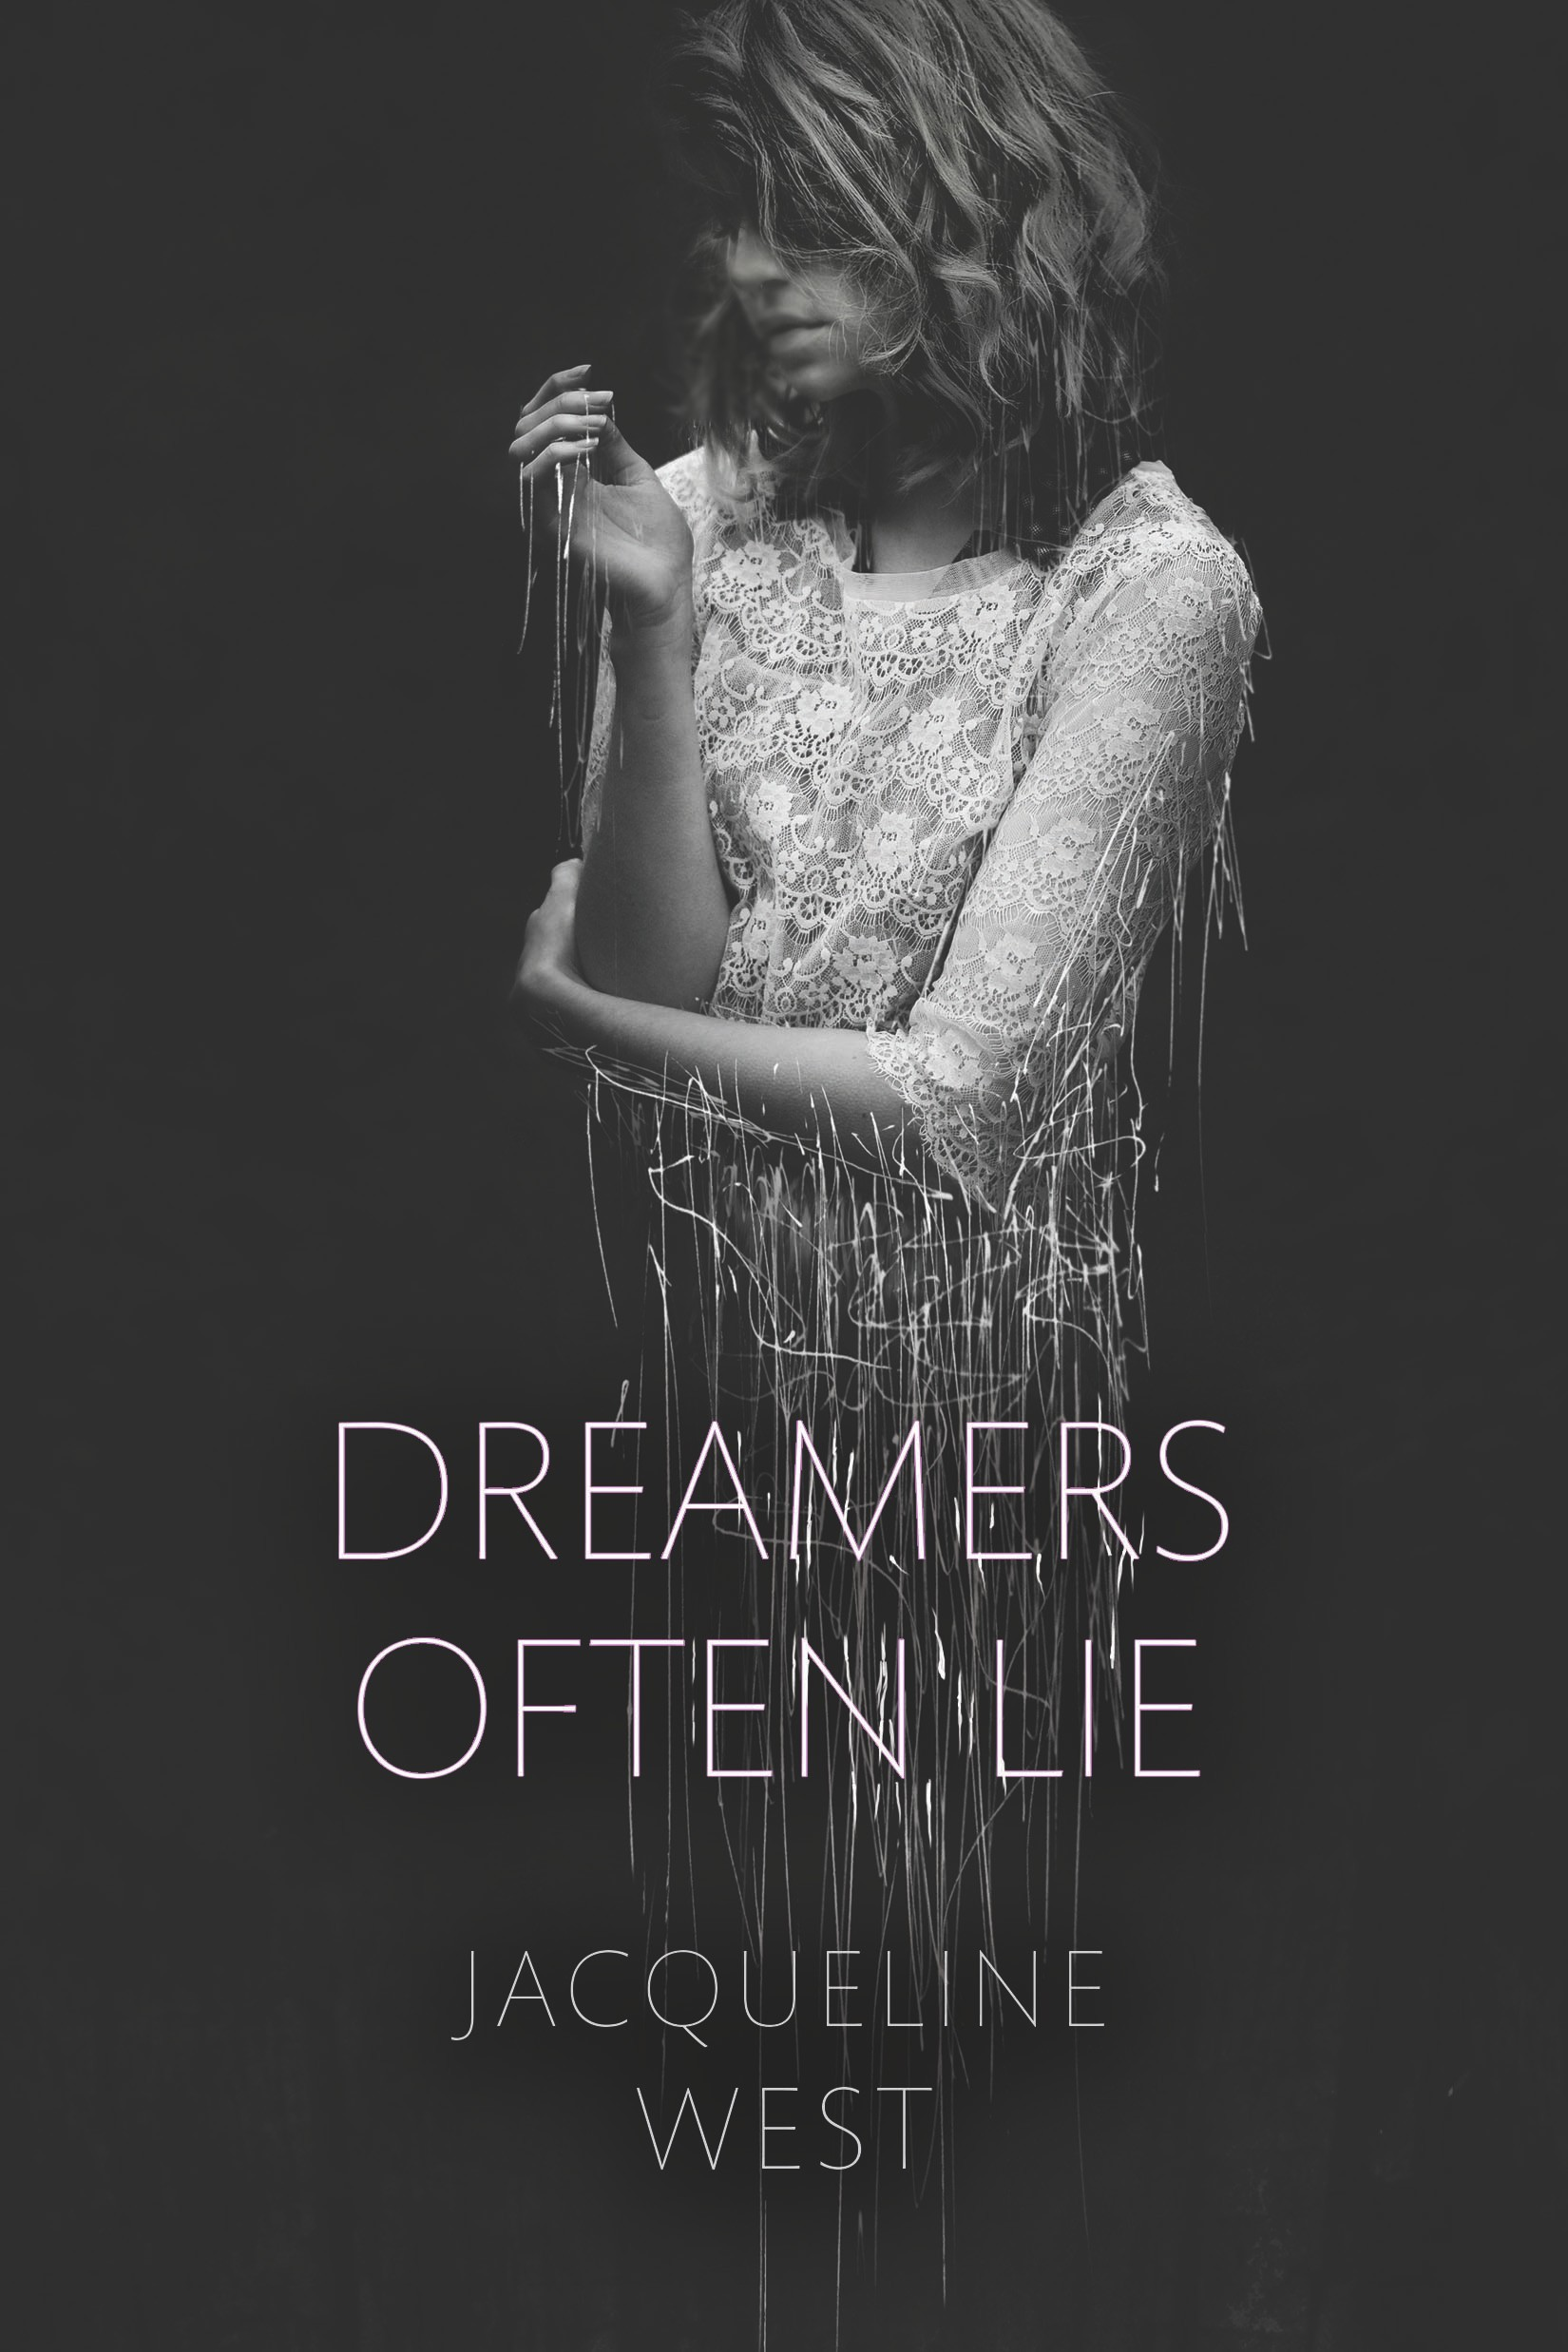 DREAMERS
OFTEN LIE
JACQUELINE
WEST